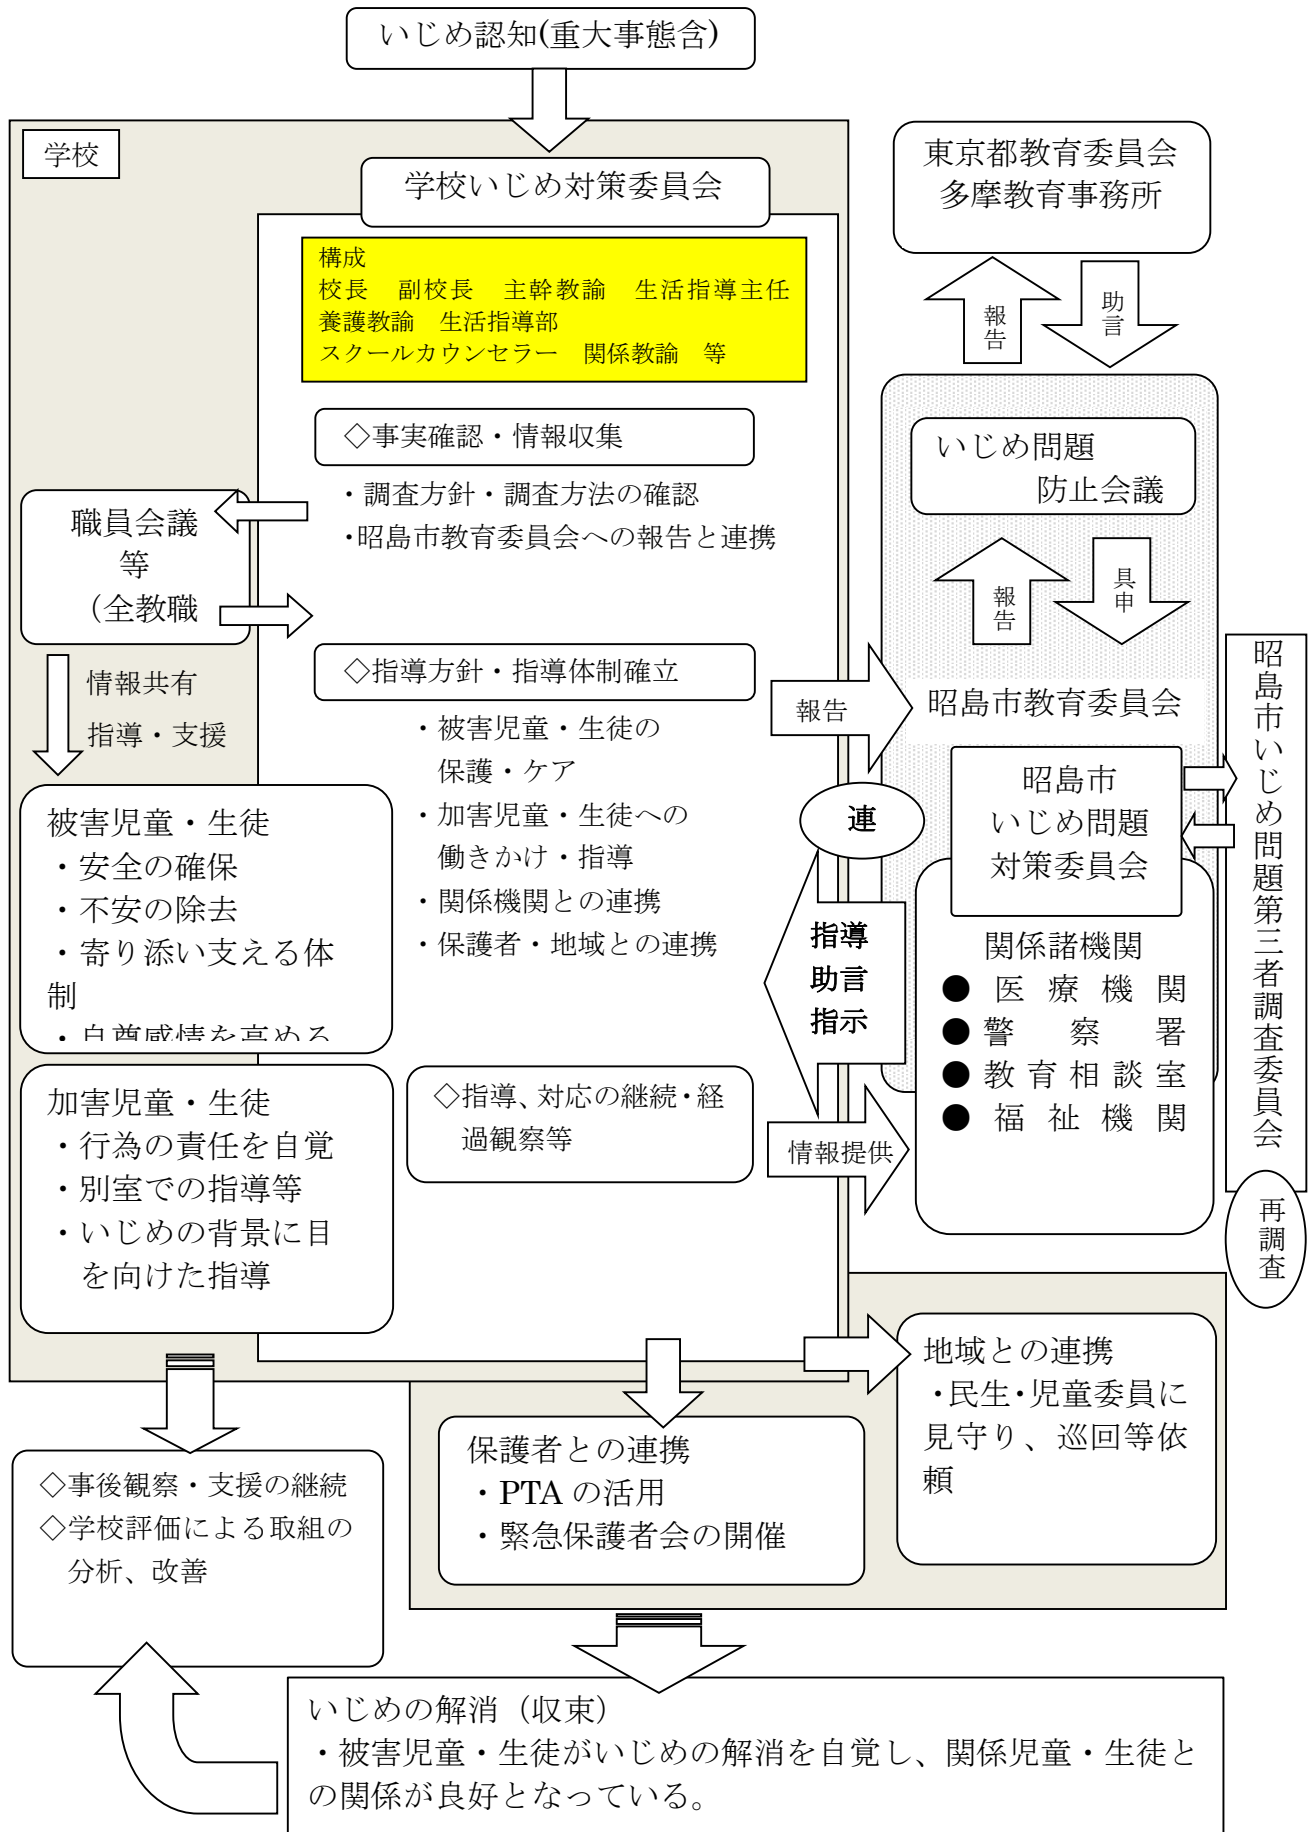 いじめ認知(重大事態含)
学校
学校いじめ対策委員会
構成
校長　副校長　主幹教諭　生活指導主任
養護教諭　生活指導部
スクールカウンセラー　関係教諭　等
◇事実確認・情報収集
・調査方針・調査方法の確認
・昭島市教育委員会への報告と連携
職員会議
等
（全教職
情報共有
指導・支援
◇指導方針・指導体制確立
・被害児童・生徒の
保護・ケア
・加害児童・生徒への
働きかけ・指導
・関係機関との連携
・保護者・地域との連携
被害児童・生徒
・安全の確保
・不安の除去
・寄り添い支える体
制
・自尊感情を高める
加害児童・生徒
・行為の責任を自覚
・別室での指導等
・いじめの背景に目
を向けた指導
◇指導、対応の継続・経
過観察等
東京都教育委員会
多摩教育事務所
報告
助言
いじめ問題
防止会議
報告
具申
報告
昭島市教育委員会
昭島市
いじめ問題
対策委員会
連
指導
助言
指示
情報提供
関係諸機関
●医療機関
●警察署
●教育相談室
●福祉機関
昭島市いじめ問題第三者調査委員会
再調査
地域との連携
・民生・児童委員に
見守り、巡回等依
頼
保護者との連携
・PTA の活用
・緊急保護者会の開催
◇事後観察・支援の継続
◇学校評価による取組の
分析、改善
いじめの解消（収束）
・被害児童・生徒がいじめの解消を自覚し、関係児童・生徒と
の関係が良好となっている。